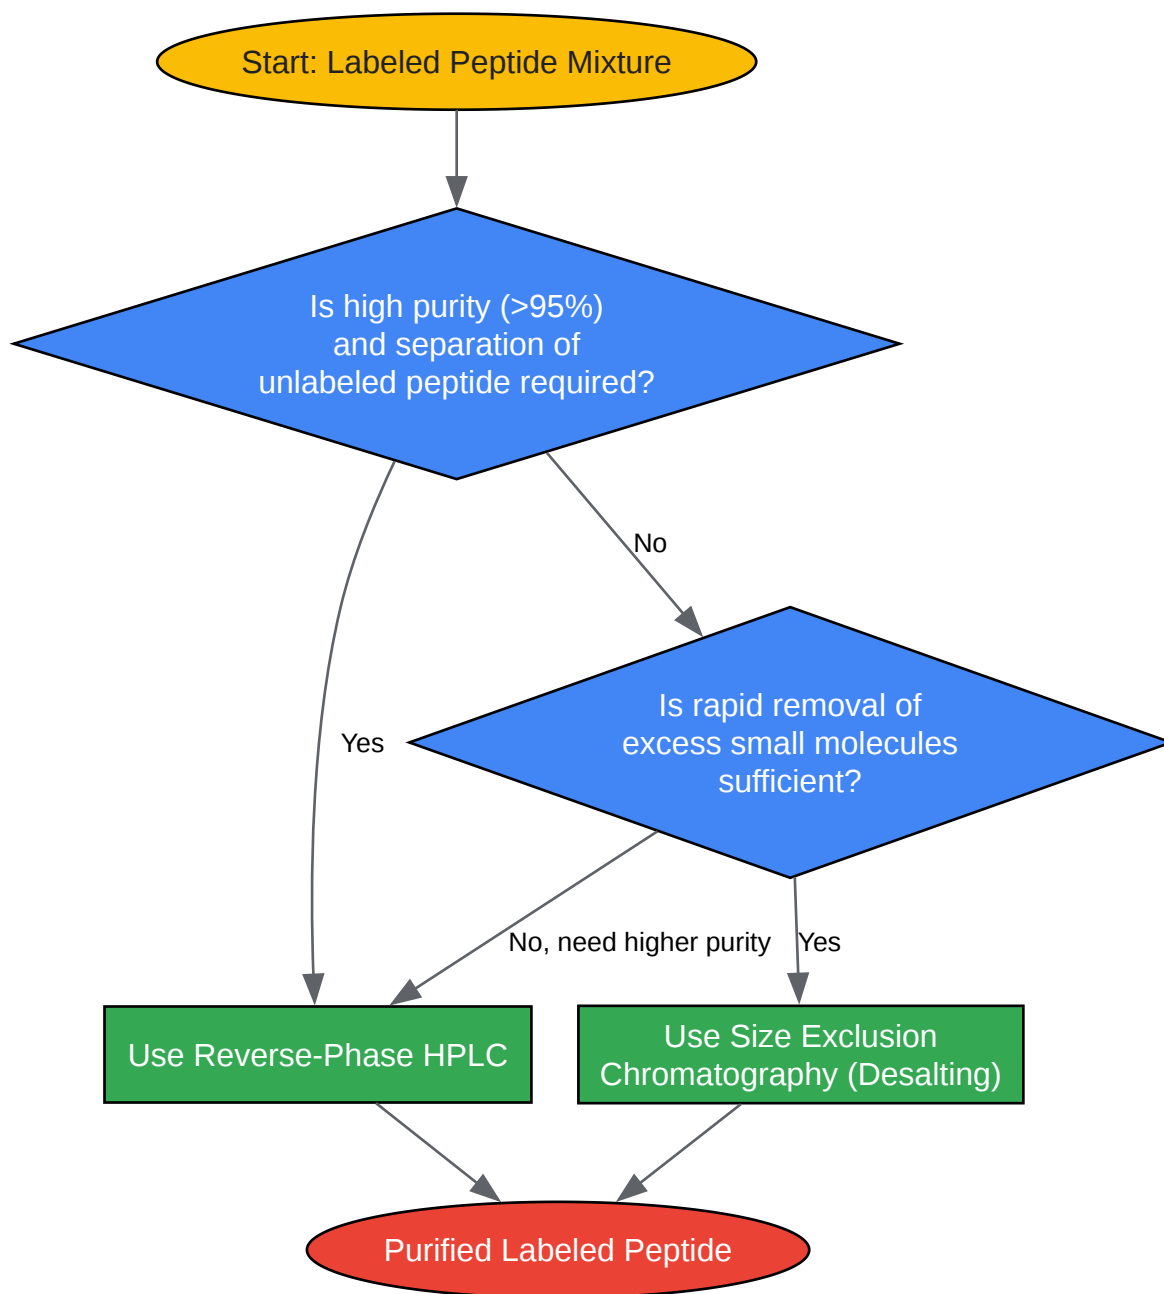 Start: Labeled Peptide Mixture
Is high purity (>95%)
and separation of
unlabeled peptide required?
No
Is rapid removal of
excess small molecules
sufficient?
Yes
No, need higher purity
Yes
Use Reverse-Phase HPLC
Use Size Exclusion
Chromatography (Desalting)
Purified Labeled Peptide